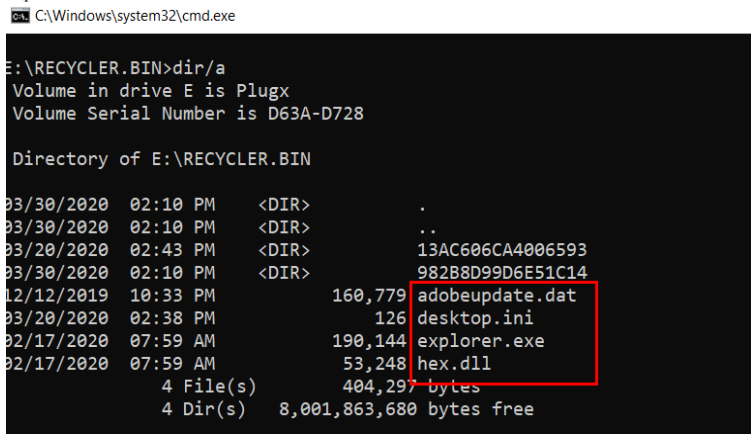 C:\Windows\system32\cmd.exe
E:\RECYCLER.BIN>dir/a
Volume in drive E is Plugx
Volume Serial Number is D63A-D728
Directory of E:\RECYCLER.BIN
03/30/2020 02:10 PM <DIR> .
03/30/2020 02:10 PM <DIR> ..
03/20/2020 02:43 PM <DIR> 13AC606CA4006593
03/30/2020 02:10 PM <DIR> 982B8D99D6E51C14
12/12/2019 10:33 PM 160,779 adobeupdate.dat
03/20/2020 02:38 PM 126 desktop.ini
02/17/2020 07:59 AM 190,144 explorer.exe
02/17/2020 07:59 AM 53,248 hex.dll
4 File(s) 404,297 bytes
4 Dir(s) 8,001,863,680 bytes free